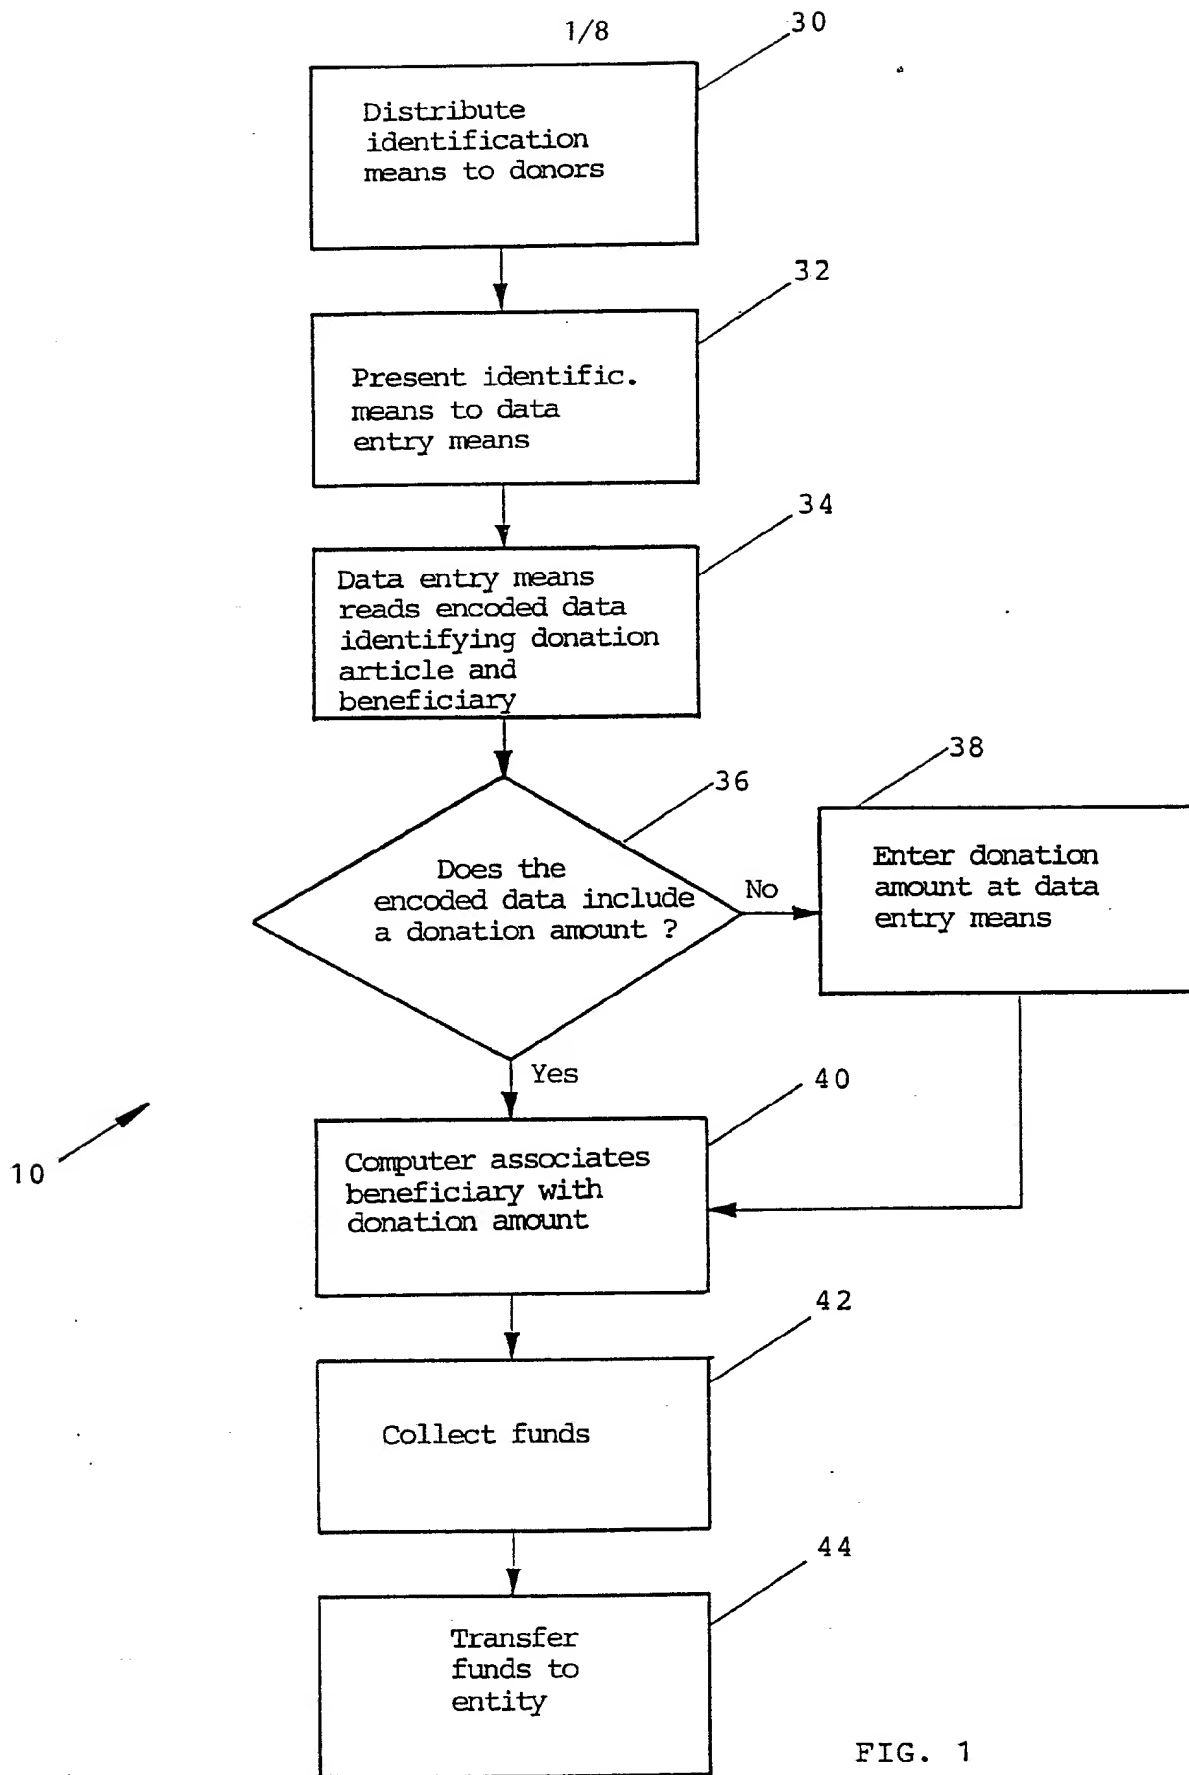 1/8
30
Distribute
identification
means to donors
32
Present identific.
means to data
entry means
34
Data entry means
reads encoded data
identifying donation
article and
beneficiary
36
Does the
encoded data include
a donation amount ?
No
38
Enter donation
amount at data
entry means
Yes
10
40
Computer associates
beneficiary with
donation amount
42
Collect funds
44
Transfer
funds to
entity
FIG. 1